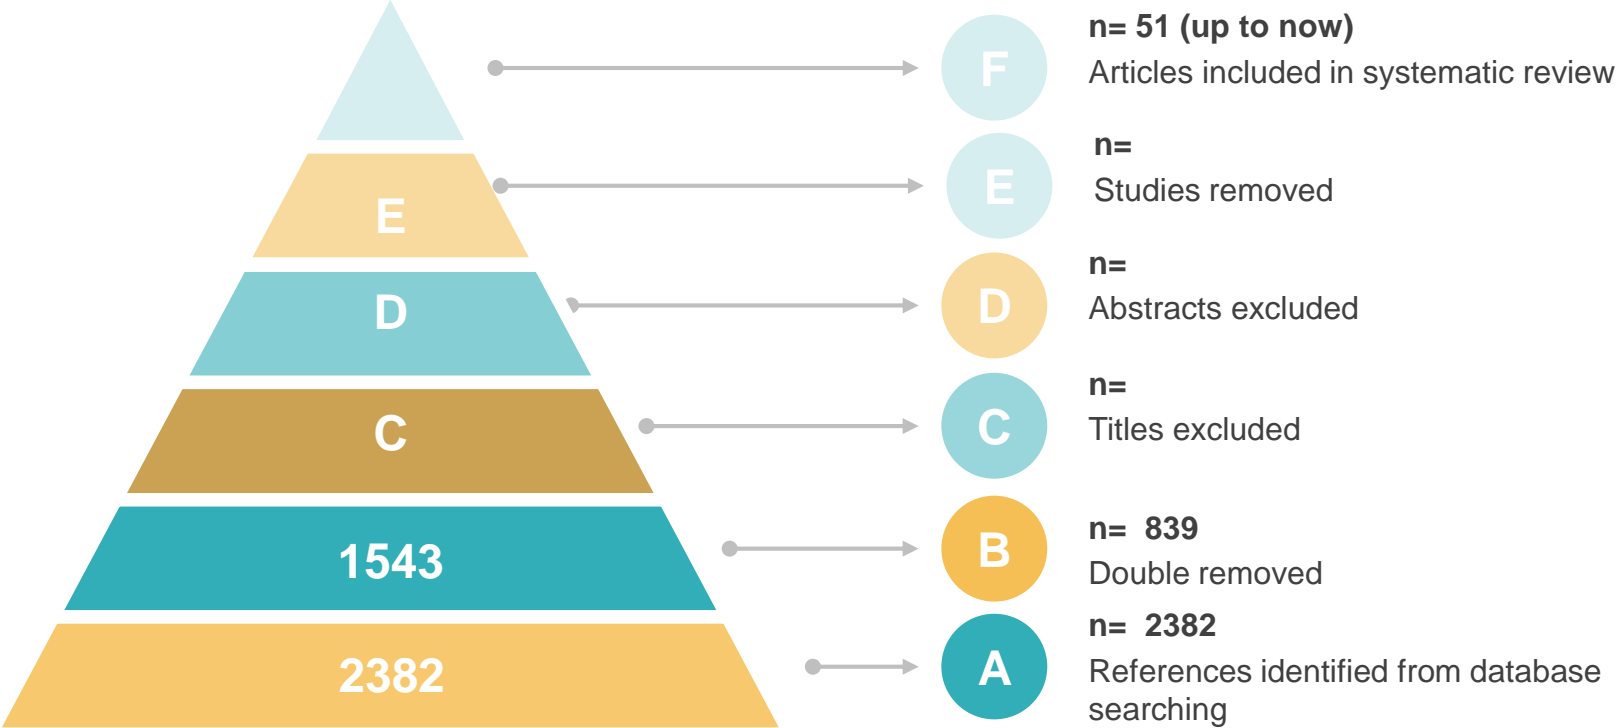 F
n= 51 (up to now)
Articles included in systematic review
E
E
n=
Studies removed
D
D
n=
Abstracts excluded
C
C
n=
Titles excluded
1543
B
n= 839
Double removed
2382
A
n= 2382
References identified from database
searching